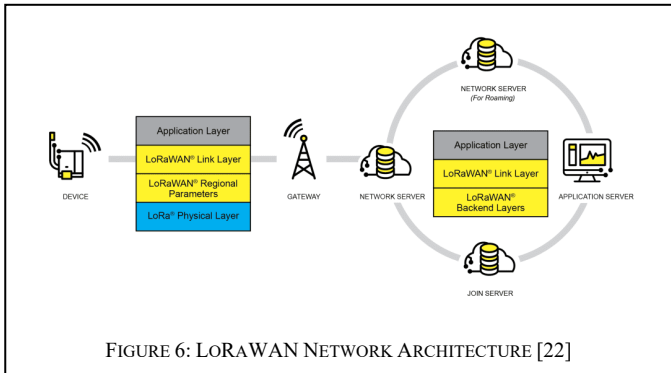 NETWORK SERVER
(For Roaming)
Application Layer
LoRaWAN® Link Layer
LoRaWAN® Regional
Parameters
LoRa® Physical Layer
Application Layer
LoRaWAN® Link Layer
LoRaWAN®
Backend Layers
DEVICE
GATEWAY
NETWORK SERVER
APPLICATION SERVER
JOIN SERVER
FIGURE 6: LORAWAN NETWORK ARCHITECTURE [22]